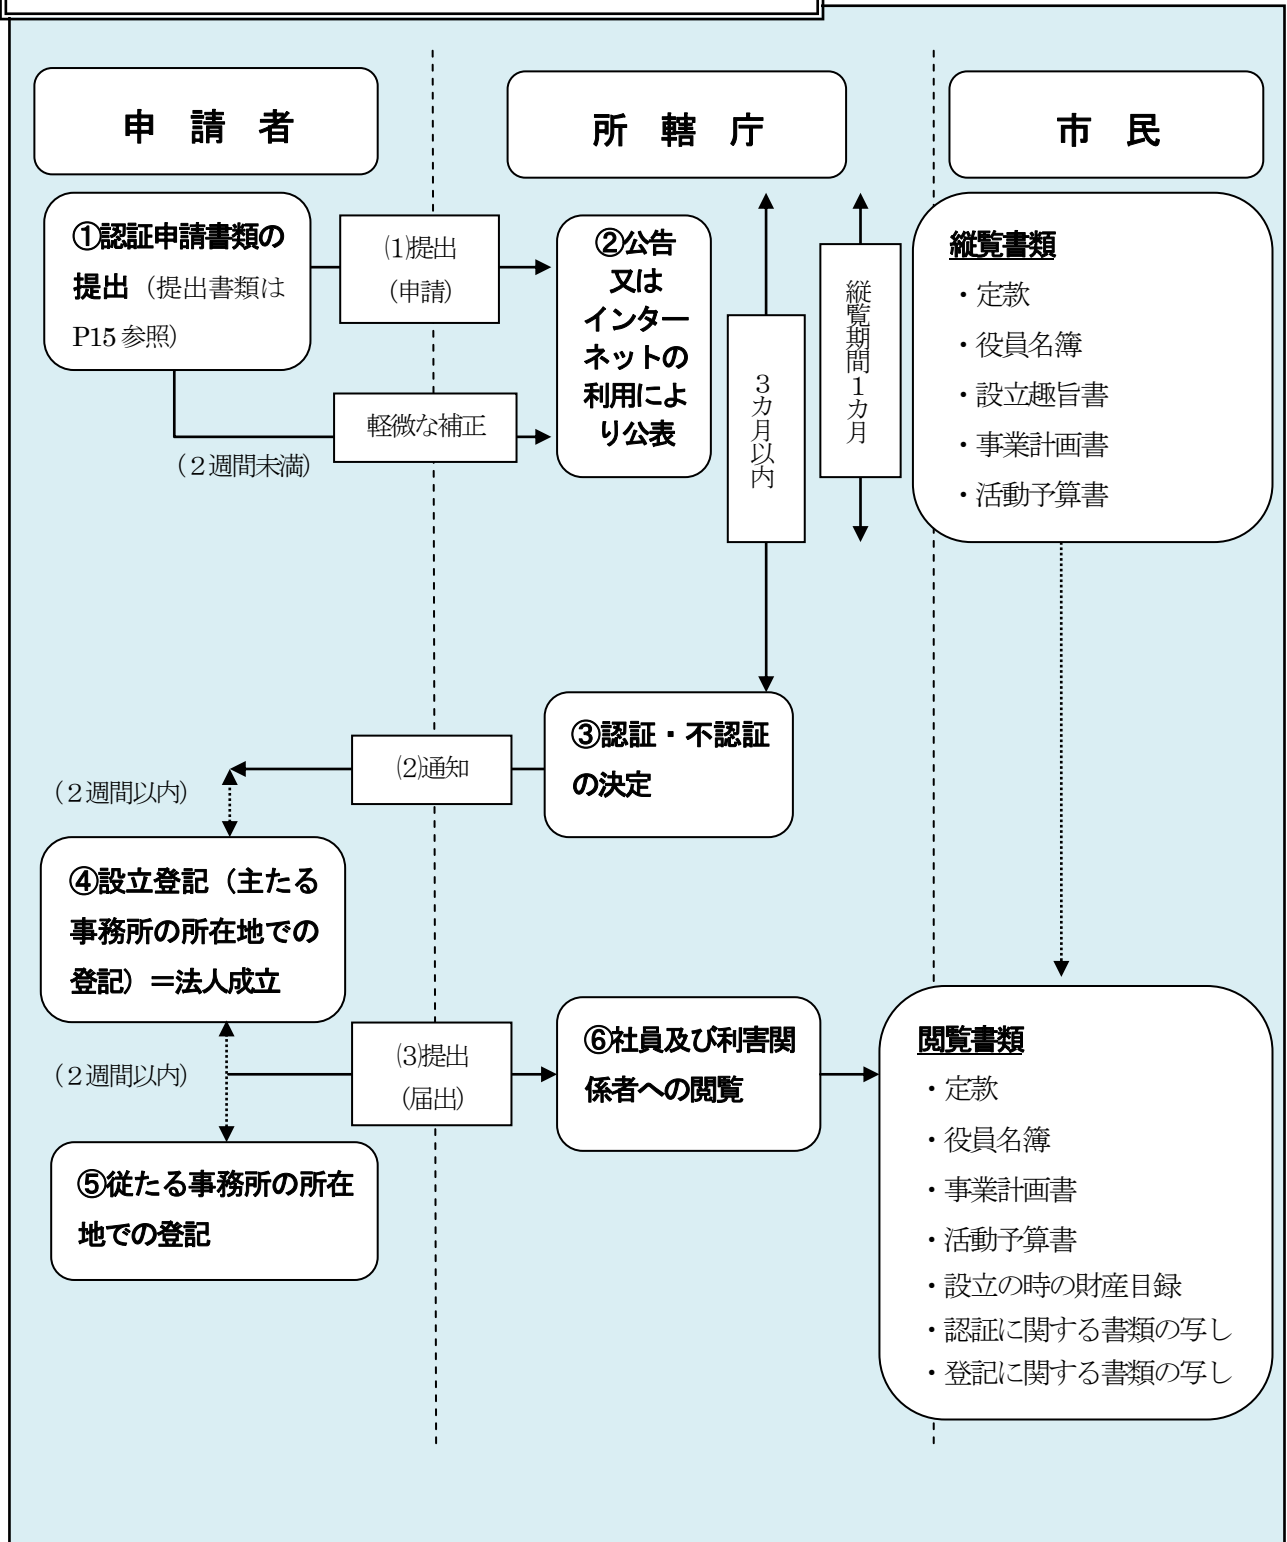 申 請 者
所 轄 庁
市 民
①認証申請書類の
提出（提出書類は
P15 参照）
⑴提出
（申請）
軽微な補正
（２週間未満）
②公告
又は
インター
ネットの
利用によ
り公表
３カ月以内
縦覧期間１カ月
縦覧書類
・定款
・役員名簿
・設立趣旨書
・事業計画書
・活動予算書
③認証・不認証
の決定
⑵通知
（２週間以内）
④設立登記（主たる
事務所の所在地での
登記）＝法人成立
（２週間以内）
⑶提出
（届出）
⑤従たる事務所の所在
地での登記
⑥社員及び利害関
係者への閲覧
閲覧書類
・定款
・役員名簿
・事業計画書
・活動予算書
・設立の時の財産目録
・認証に関する書類の写し
・登記に関する書類の写し